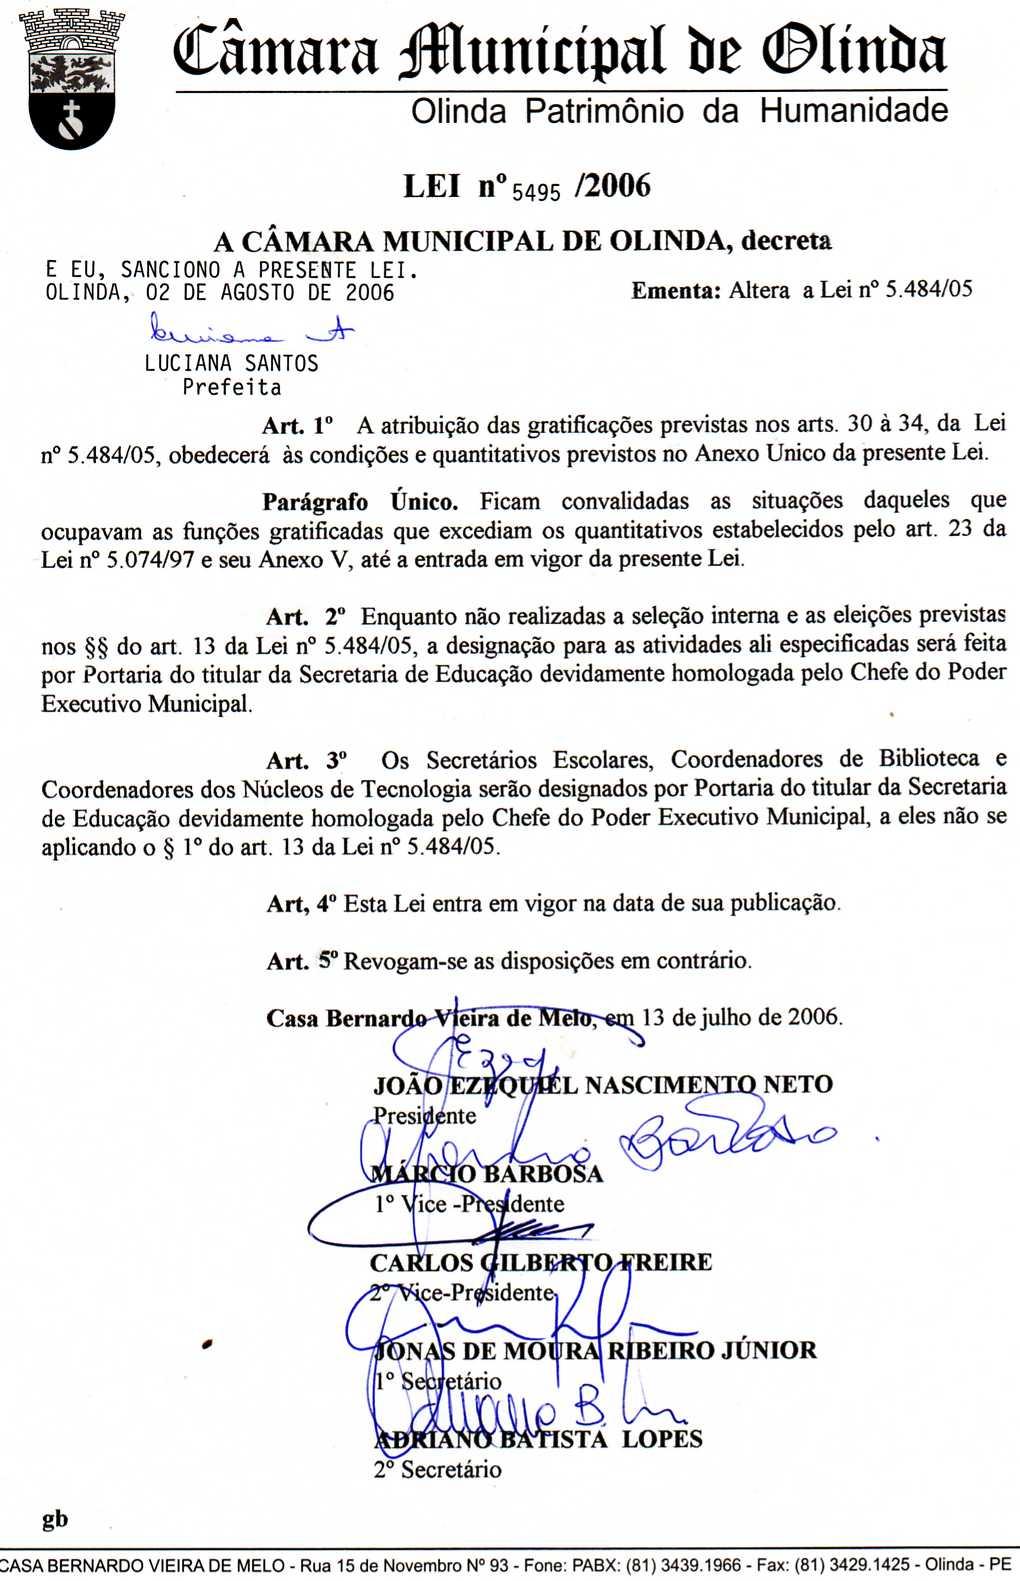 Câmara Municipal de Olinda
Olinda Patrimônio da Humanidade
LEI nº 5495 /2006
A CÂMARA MUNICIPAL DE OLINDA, decreta
E EU, SANCIONO A PRESENTE LEI.
OLINDA, 02 DE AGOSTO DE 2006
Ementa: Altera a Lei nº 5.484/05
LUCIANA SANTOS
Prefeita
Art. 1º A atribuição das gratificações previstas nos arts. 30 à 34, da Lei
nº 5.484/05, obedecerá às condições e quantitativos previstos no Anexo Unico da presente Lei.
Parágrafo Único. Ficam convalidadas as situações daqueles que
ocupavam as funções gratificadas que excediam os quantitativos estabelecidos pelo art. 23 da
Lei nº 5.074/97 e seu Anexo V, até a entrada em vigor da presente Lei.
Art. 2º Enquanto não realizadas a seleção interna e as eleições previstas
nos §§ do art. 13 da Lei nº 5.484/05, a designação para as atividades ali especificadas será feita
por Portaria do titular da Secretaria de Educação devidamente homologada pelo Chefe do Poder
Executivo Municipal.
Art. 3º Os Secretários Escolares, Coordenadores de Biblioteca e
Coordenadores dos Núcleos de Tecnologia serão designados por Portaria do titular da Secretaria
de Educação devidamente homologada pelo Chefe do Poder Executivo Municipal, a eles não se
aplicando o § 1º do art. 13 da Lei nº 5.484/05.
Art, 4º Esta Lei entra em vigor na data de sua publicação.
Art. 5º Revogam-se as disposições em contrário.
Casa Bernardo Vieira de Melo, em 13 de julho de 2006.
JOÃO EZEQUIEL NASCIMENTO NETO
Presidente
MÁRCIO BARBOSA
1º Vice -Presidente
CARLOS GILBERTO FREIRE
2º Vice-Presidente
JONAS DE MOURA RIBEIRO JÚNIOR
1º Secretário
ADRIANO BATISTA LOPES
2º Secretário
gb
CASA BERNARDO VIEIRA DE MELO - Rua 15 de Novembro Nº 93 - Fone: PABX: (81) 3439.1966 - Fax: (81) 3429.1425 - Olinda - PE